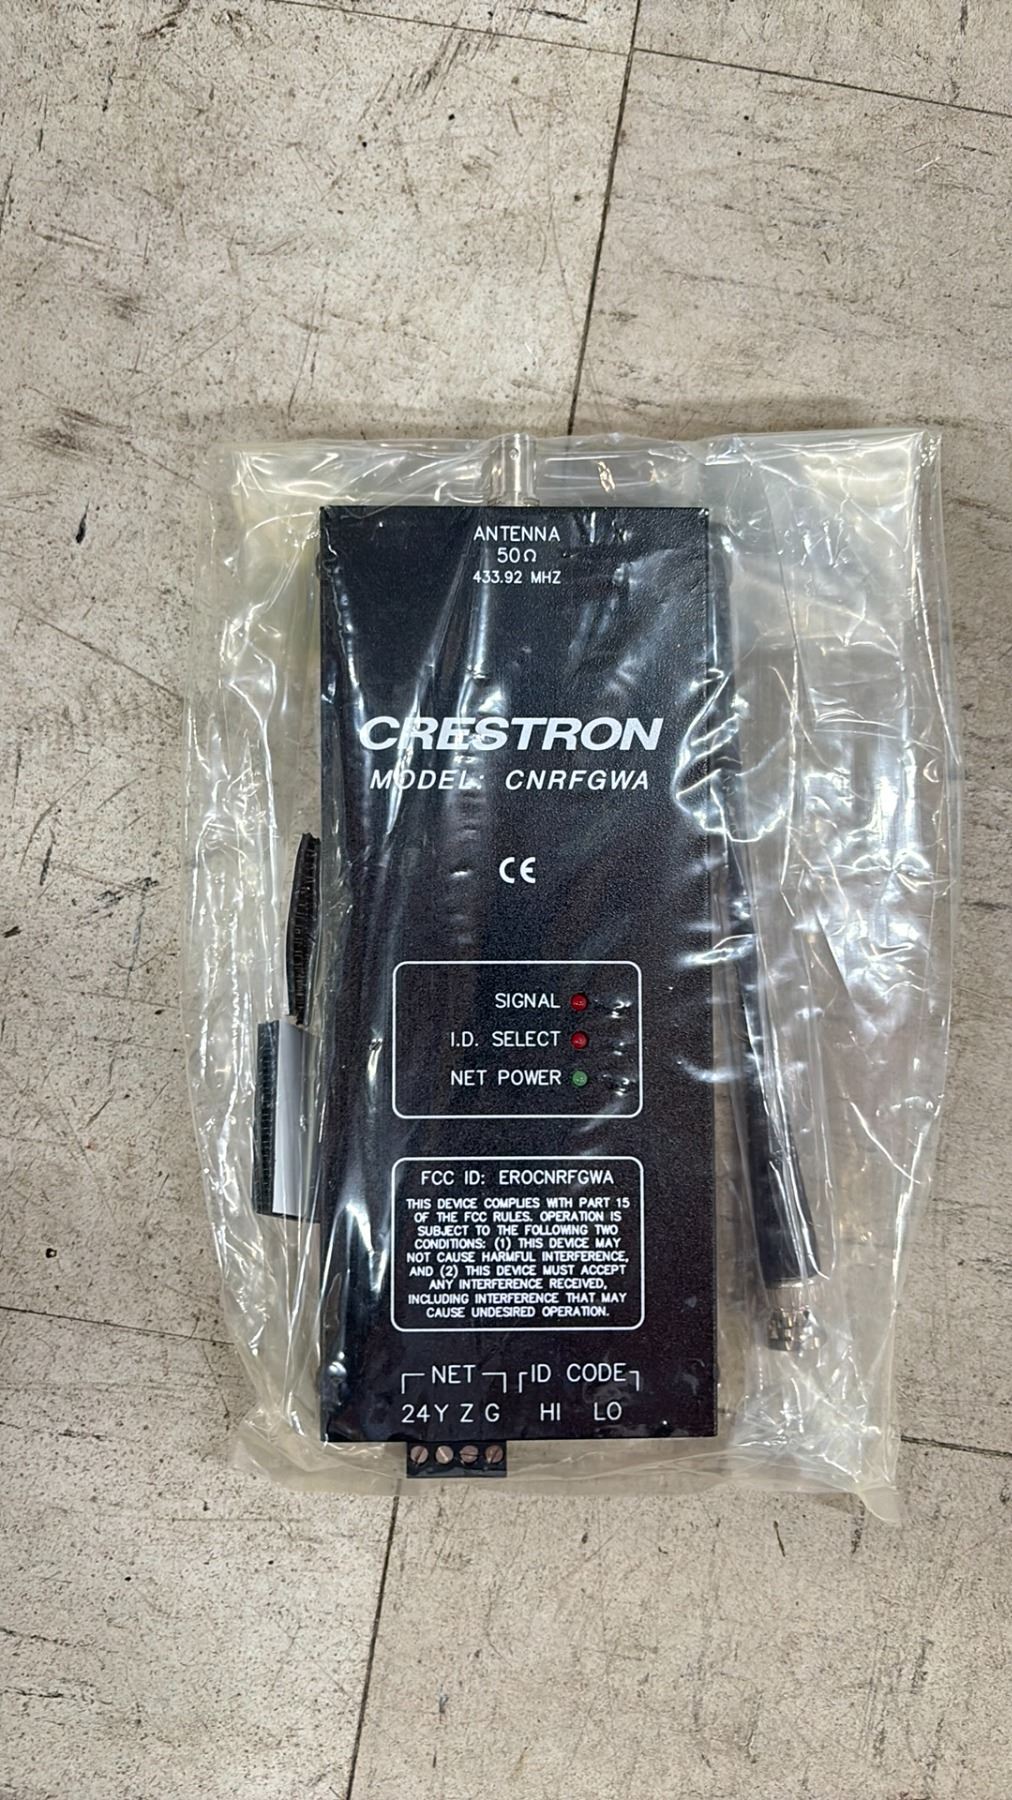 ANTENNA
50Ω
433.92 MHZ
CRESTRON
MODEL: CNRFGWA
CE
SIGNAL
I.D. SELECT
NET POWER
FCC ID: EROCNRFGWA
THIS DEVICE COMPLIES WITH PART 15
OF THE FCC RULES. OPERATION IS
SUBJECT TO THE FOLLOWING TWO
CONDITIONS: (1) THIS DEVICE MAY
NOT CAUSE HARMFUL INTERFERENCE,
AND (2) THIS DEVICE MUST ACCEPT
ANY INTERFERENCE RECEIVED,
INCLUDING INTERFERENCE THAT MAY
CAUSE UNDESIRED OPERATION.
NET ID CODE
24 Y Z G HI LO